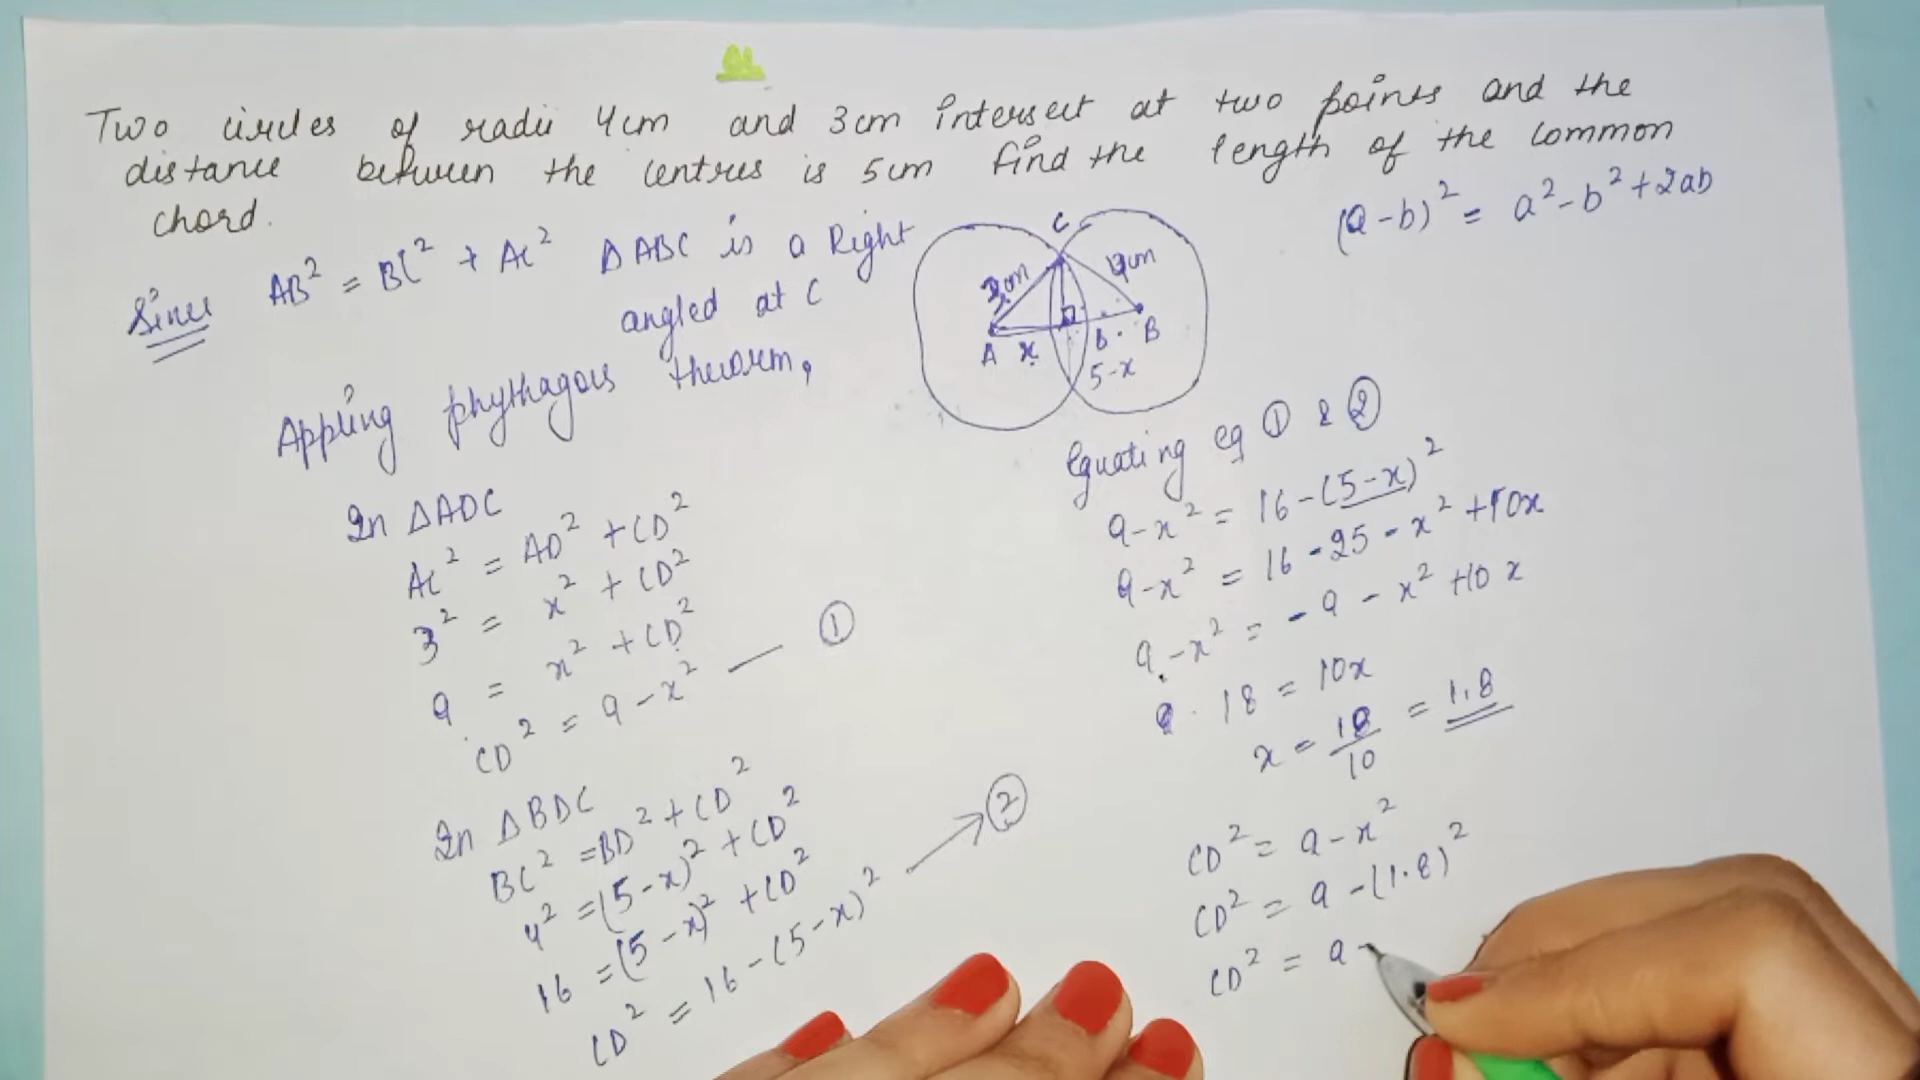 Two circles of radii 4cm and 3cm intersect at two points and the
distance between the centres is 5cm find the length of the common
chord.
(a-b)² = a²-b²+2ab
Since AB² = BC² + AC² ΔABC is a Right
angled at C
Appling phythagous theorm,
C
3cm
4cm
A x
B
5-x
In ΔADC
AC² = AD² + CD²
3² = x² + CD²
9 = x² + CD²
CD² = 9 - x² — ①
In ΔBDC
BC² = BD² + CD²
4² = (5-x)² + CD²
16 = (5-x)² + CD²
CD² = 16-(5-x)² → ②
Equating eq ① & ②
9-x² = 16-(5-x)²
9-x² = 16-25-x²+10x
9-x² = -9-x²+10x
18 = 10x
x = 18/10 = 1.8
CD² = 9-x²
CD² = 9-(1.8)²
CD² = 9-